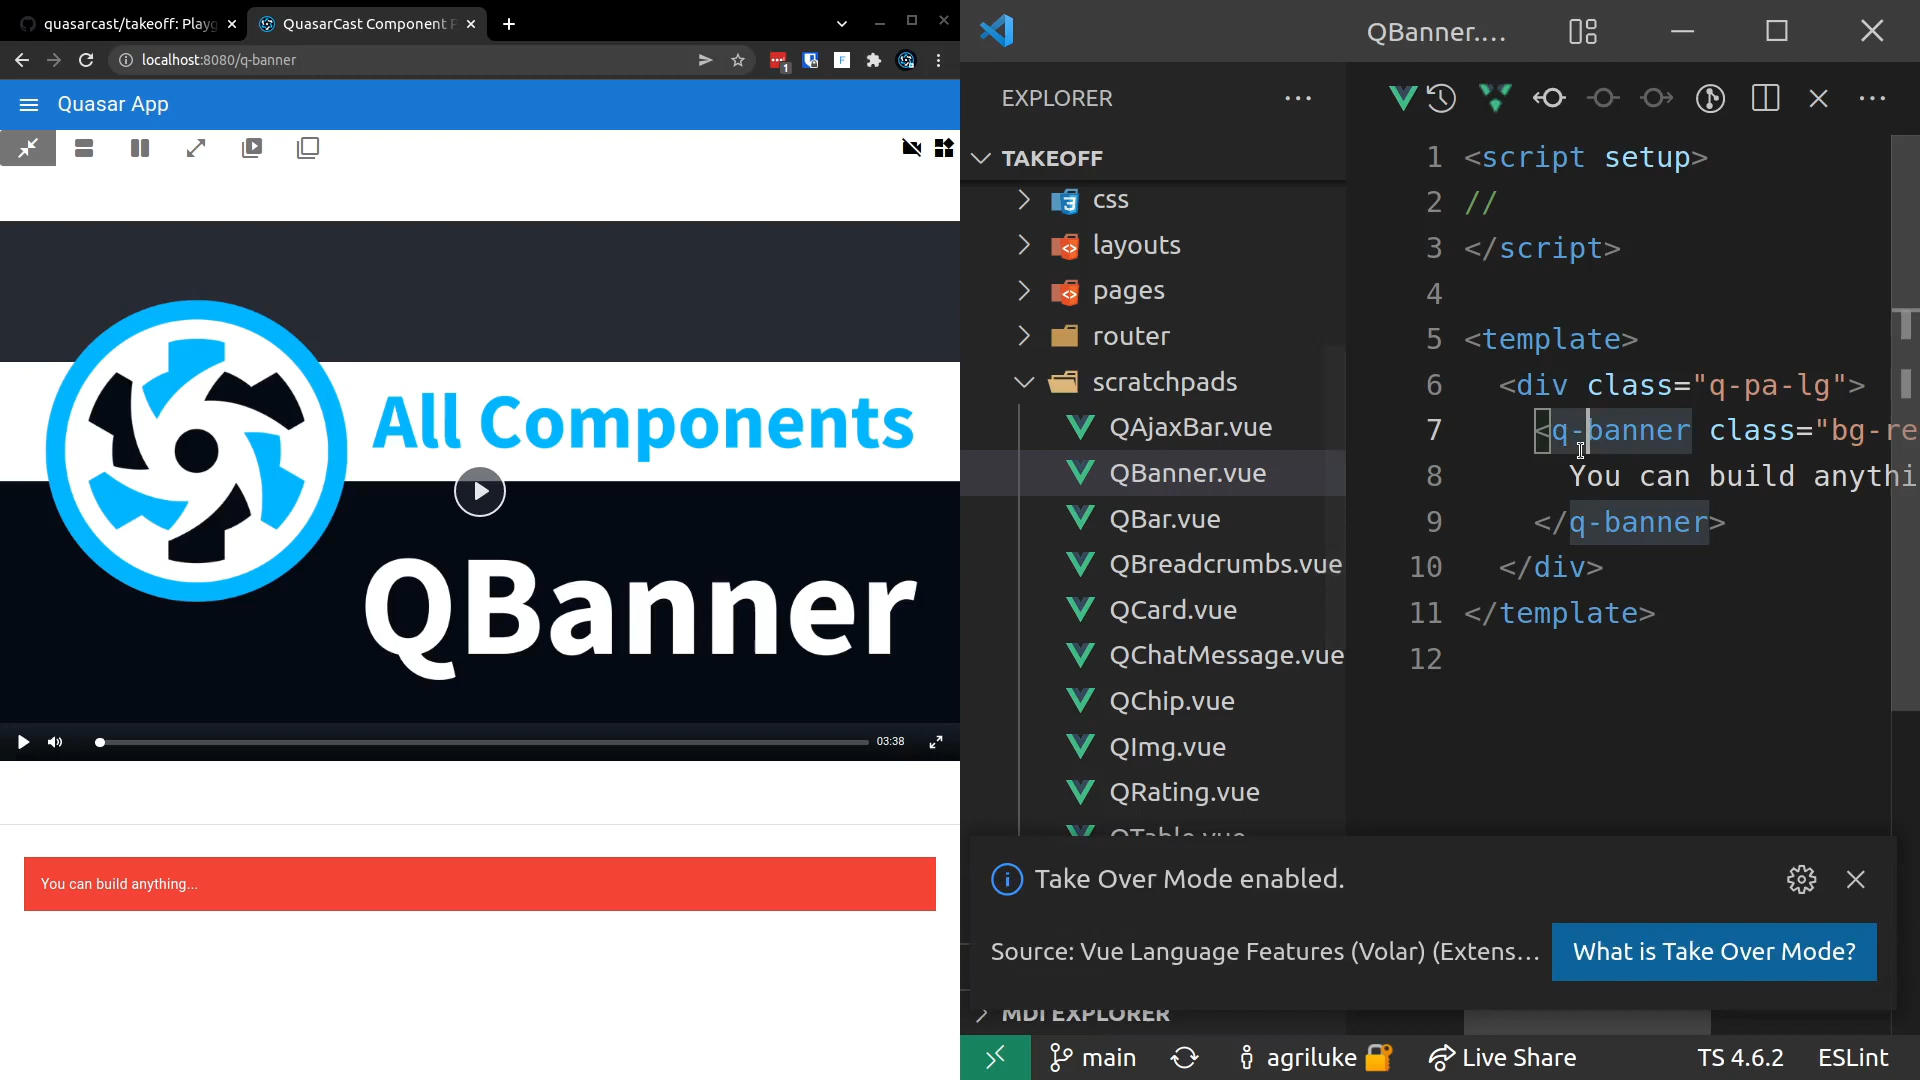 quasarcast/takeoff: Playg
QuasarCast Component P
localhost:8080/q-banner
1
Quasar App
All Components
QBanner
03:38
You can build anything...
QBanner....
EXPLORER
TAKEOFF
css
layouts
pages
router
scratchpads
QAjaxBar.vue
QBanner.vue
QBar.vue
QBreadcrumbs.vue
QCard.vue
QChatMessage.vue
QChip.vue
QImg.vue
QRating.vue
QTable.vue
MDI EXPLORER
1 <script setup>
2 //
3 </script>
4
5 <template>
6 <div class="q-pa-lg">
7 <q-banner class="bg-re
8 You can build anythi
9 </q-banner>
10 </div>
11 </template>
12
Take Over Mode enabled.
Source: Vue Language Features (Volar) (Extens...
What is Take Over Mode?
main
agriluke
Live Share
TS 4.6.2
ESLint